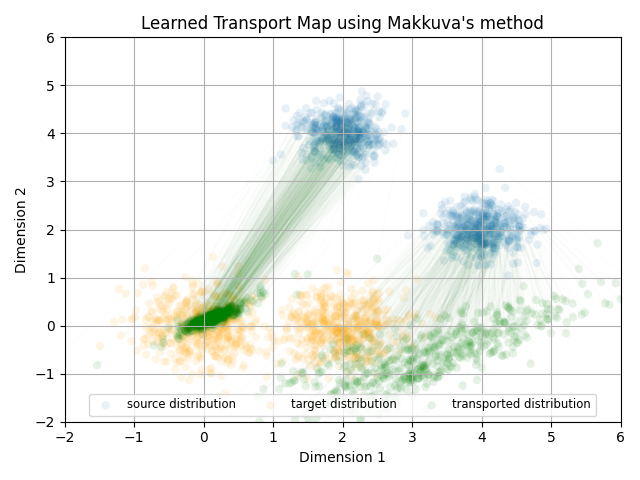 Learned Transport Map using Makkuva's method
6
5
4
3
2
1
0
−1
−2
Dimension 2
source distribution target distribution transported distribution
−2 −1 0 1 2 3 4 5 6
Dimension 1